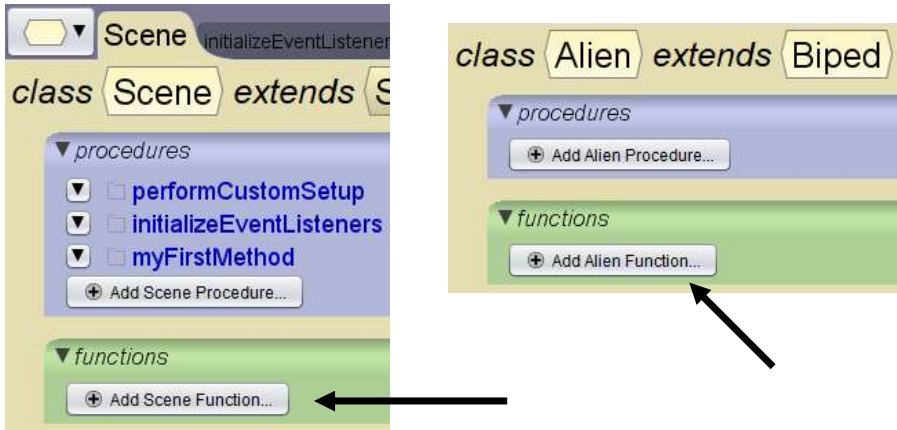 Scene initializeEventListener
class Scene extends S
procedures
performCustomSetup
initializeEventListeners
myFirstMethod
Add Scene Procedure...
functions
Add Scene Function...
class Alien extends Biped
procedures
Add Alien Procedure...
functions
Add Alien Function...